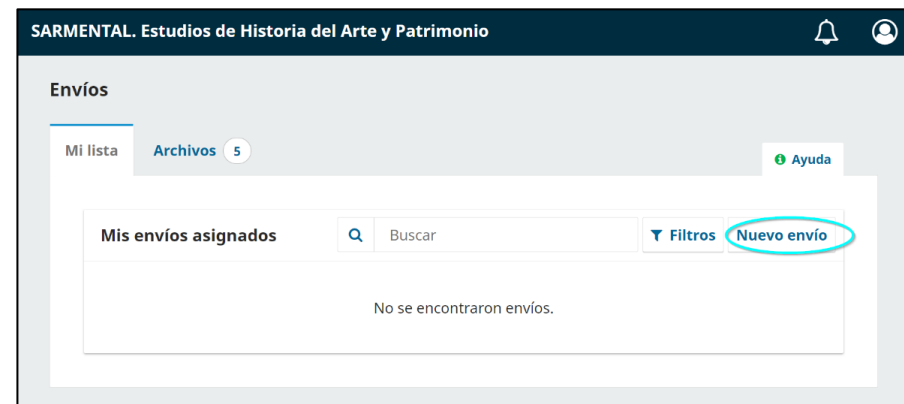 SARMENTAL. Estudios de Historia del Arte y Patrimonio
Envíos
Mi lista Archivos 5
Ayuda
Mis envíos asignados Buscar Filtros Nuevo envío
No se encontraron envíos.